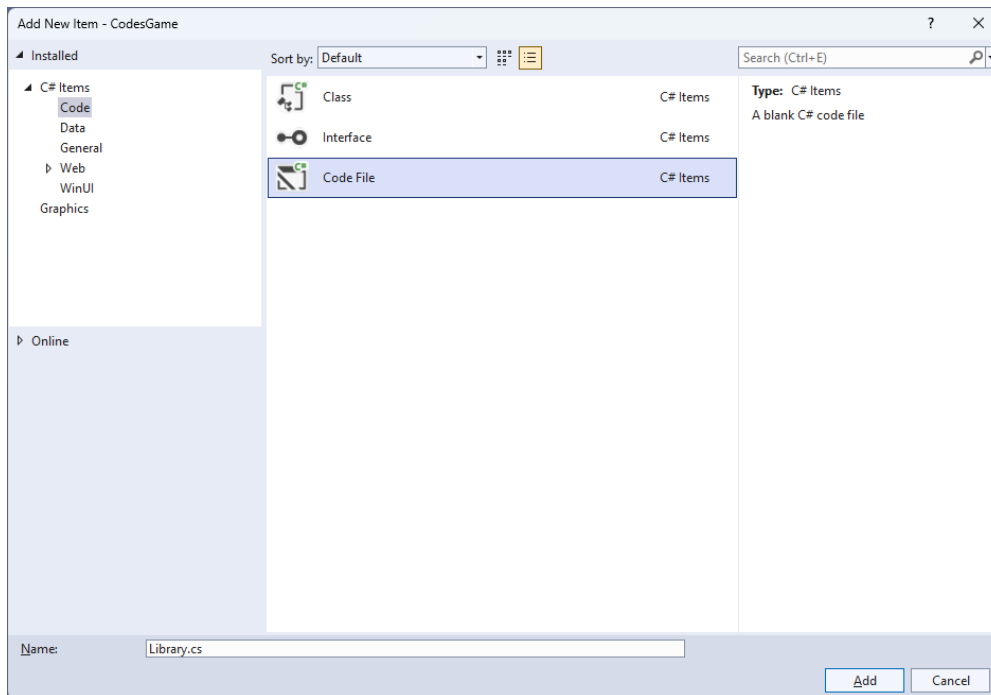 Add New Item - CodesGame
?
Installed
Sort by: Default
Search (Ctrl+E)
C# Items
Code
Data
General
Web
WinUI
Graphics
Online
Class C# Items
Interface C# Items
Code File C# Items
Type: C# Items
A blank C# code file
Name: Library.cs
Add Cancel